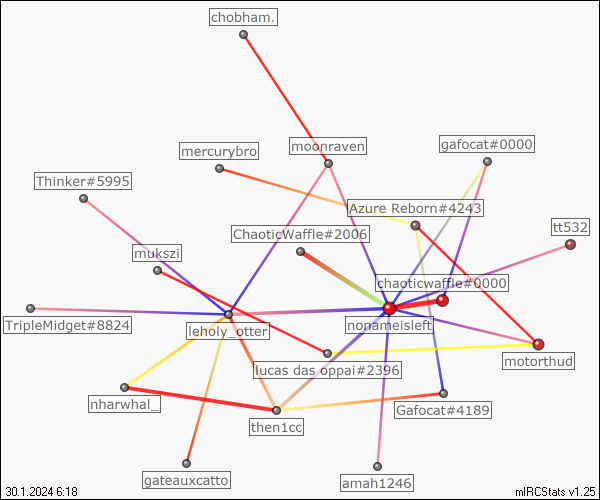 chobham.
moonraven
mercurybro
gafocat#0000
Thinker#5995
Azure Reborn#4243
ChaoticWaffle#2006
tt532
mukszi
chaoticwaffle#0000
TripleMidget#8824
leholy_otter
nonameisleft
motorthud
lucas das oppai#2396
nharwhal_
Gafocat#4189
then1cc
gateauxcatto
amah1246
30.1.2024 6:18
mIRCStats v1.25